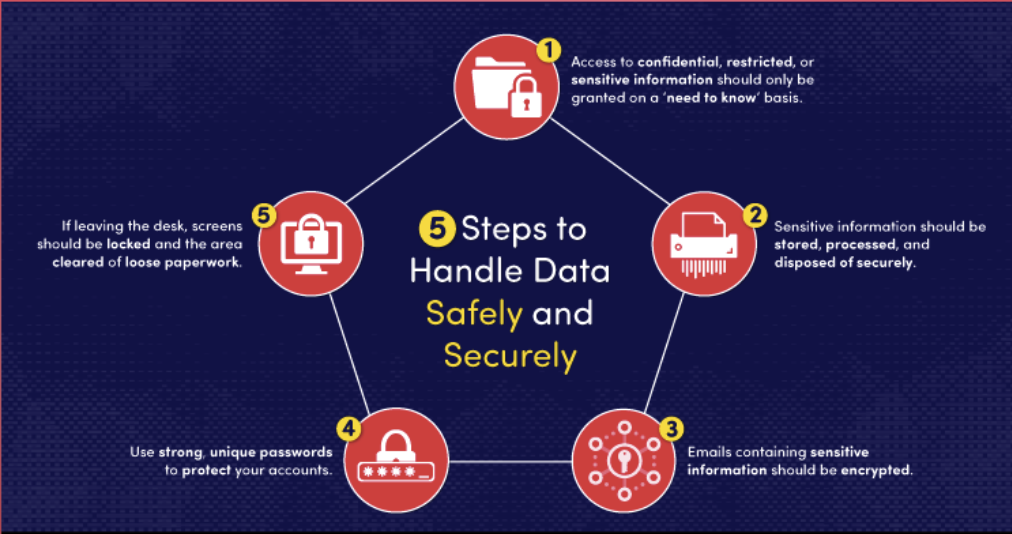 5 Steps to
Handle Data
Safely and
Securely
1
Access to confidential, restricted, or
sensitive information should only be
granted on a ‘need to know’ basis.
2
Sensitive information should be
stored, processed, and
disposed of securely.
3
Emails containing sensitive
information should be encrypted.
4
Use strong, unique passwords
to protect your accounts.
5
If leaving the desk, screens
should be locked and the area
cleared of loose paperwork.